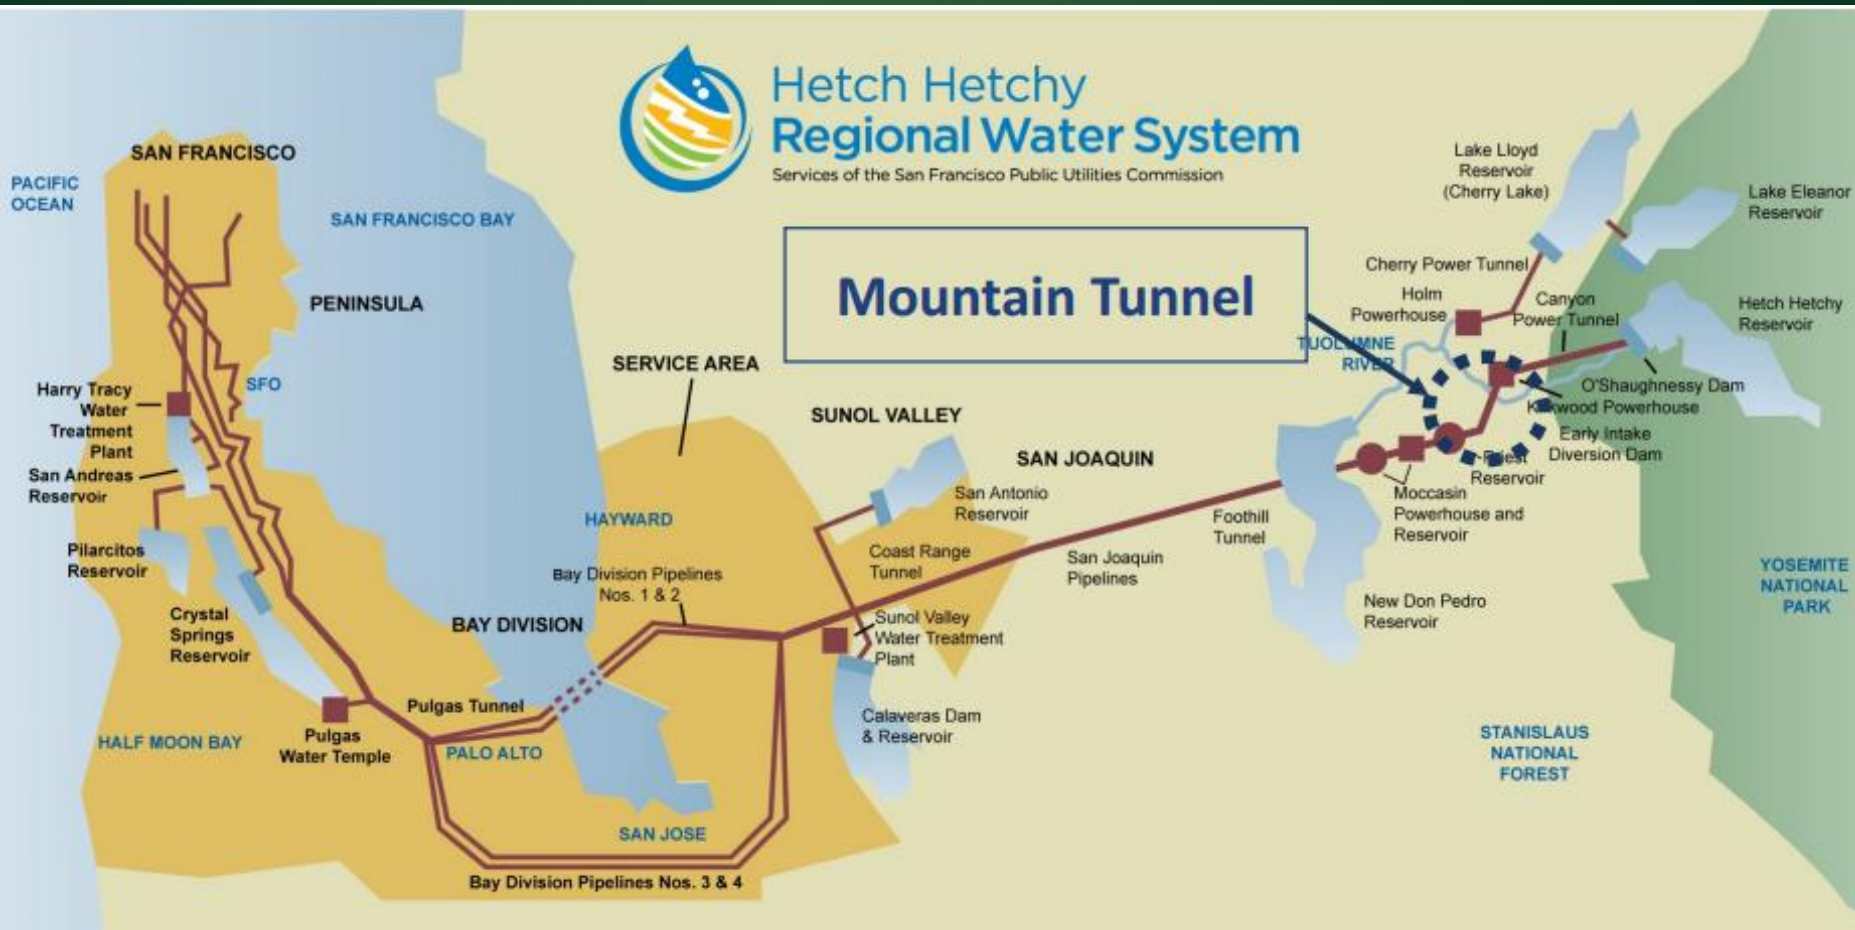 Hetch Hetchy
Regional Water System
Services of the San Francisco Public Utilities Commission
Mountain Tunnel
SAN FRANCISCO
PACIFIC
OCEAN
SAN FRANCISCO BAY
PENINSULA
SFO
Harry Tracy
Water
Treatment
Plant
San Andreas
Reservoir
Pilarcitos
Reservoir
Crystal
Springs
Reservoir
HALF MOON BAY
Pulgas
Water Temple
Pulgas Tunnel
PALO ALTO
BAY DIVISION
Bay Division Pipelines
Nos. 1 & 2
HAYWARD
SERVICE AREA
SAN JOSE
Bay Division Pipelines Nos. 3 & 4
SUNOL VALLEY
San Antonio
Reservoir
Coast Range
Tunnel
Sunol Valley
Water Treatment
Plant
Calaveras Dam
& Reservoir
SAN JOAQUIN
San Joaquin
Pipelines
Foothill
Tunnel
New Don Pedro
Reservoir
Moccasin
Powerhouse and
Reservoir
Priest
Reservoir
Early Intake
Diversion Dam
Kirkwood Powerhouse
O'Shaughnessy Dam
TUOLUMNE
RIVER
Holm
Powerhouse
Cherry Power Tunnel
Canyon
Power Tunnel
Lake Lloyd
Reservoir
(Cherry Lake)
Lake Eleanor
Reservoir
Hetch Hetchy
Reservoir
YOSEMITE
NATIONAL
PARK
STANISLAUS
NATIONAL
FOREST